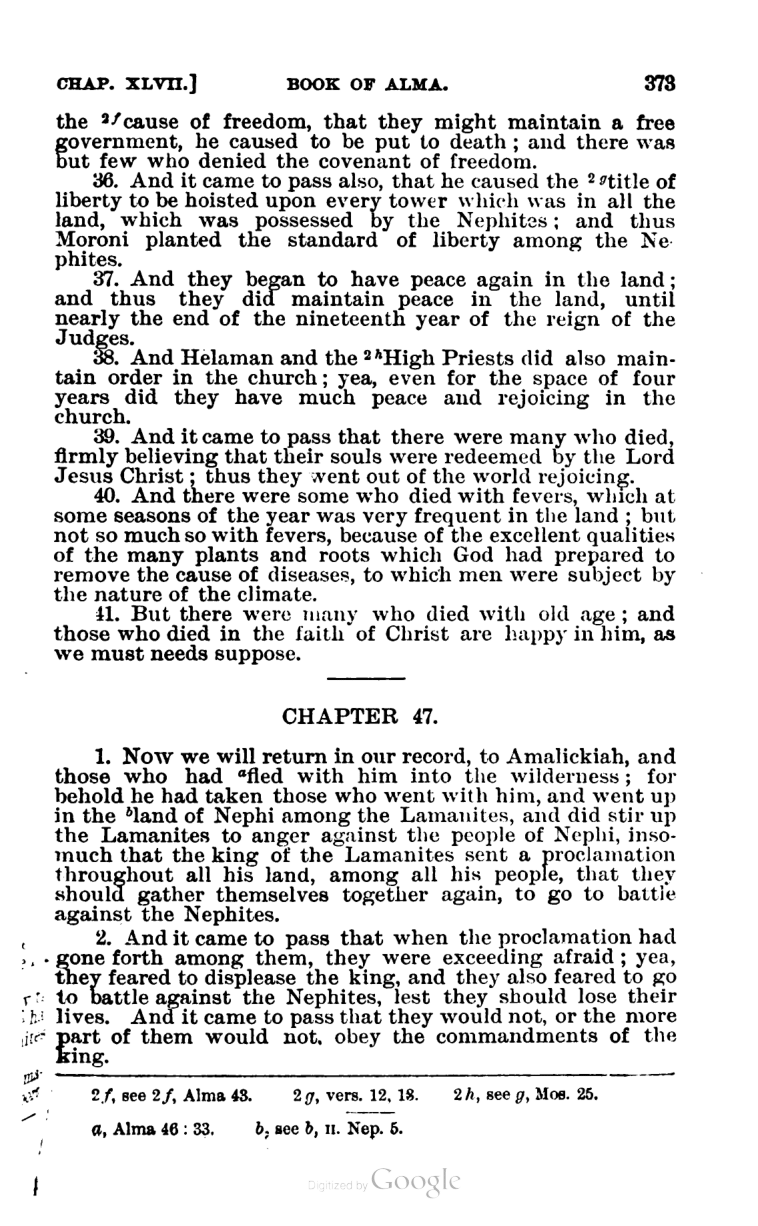 CHAP. XLVII.] BOOK OF ALMA. 373
the 2fcause of freedom, that they might maintain a free
government, he caused to be put to death ; and there was
but few who denied the covenant of freedom.
36. And it came to pass also, that he caused the 2gtitle of
liberty to be hoisted upon every tower which was in all the
land, which was possessed by the Nephites ; and thus
Moroni planted the standard of liberty among the Ne-
phites.
37. And they began to have peace again in the land ;
and thus they did maintain peace in the land, until
nearly the end of the nineteenth year of the reign of the
Judges.
38. And Helaman and the 2hHigh Priests did also main-
tain order in the church ; yea, even for the space of four
years did they have much peace and rejoicing in the
church.
39. And it came to pass that there were many who died,
firmly believing that their souls were redeemed by the Lord
Jesus Christ ; thus they went out of the world rejoicing.
40. And there were some who died with fevers, which at
some seasons of the year was very frequent in the land ; but
not so much so with fevers, because of the excellent qualities
of the many plants and roots which God had prepared to
remove the cause of diseases, to which men were subject by
the nature of the climate.
41. But there were many who died with old age ; and
those who died in the faith of Christ are happy in him, as
we must needs suppose.
CHAPTER 47.
1. Now we will return in our record, to Amalickiah, and
those who had afled with him into the wilderness ; for
behold he had taken those who went with him, and went up
in the bland of Nephi among the Lamanites, and did stir up
the Lamanites to anger against the people of Nephi, inso-
much that the king of the Lamanites sent a proclamation
throughout all his land, among all his people, that they
should gather themselves together again, to go to battle
against the Nephites.
2. And it came to pass that when the proclamation had
gone forth among them, they were exceeding afraid ; yea,
they feared to displease the king, and they also feared to go
to battle against the Nephites, lest they should lose their
lives. And it came to pass that they would not, or the more
part of them would not, obey the commandments of the
king.
2f, see 2f, Alma 43. 2g, vers. 12, 13. 2h, see g, Mos. 25.
a, Alma 46 : 33. b, see b, II. Nep. 5.
Digitized by Google